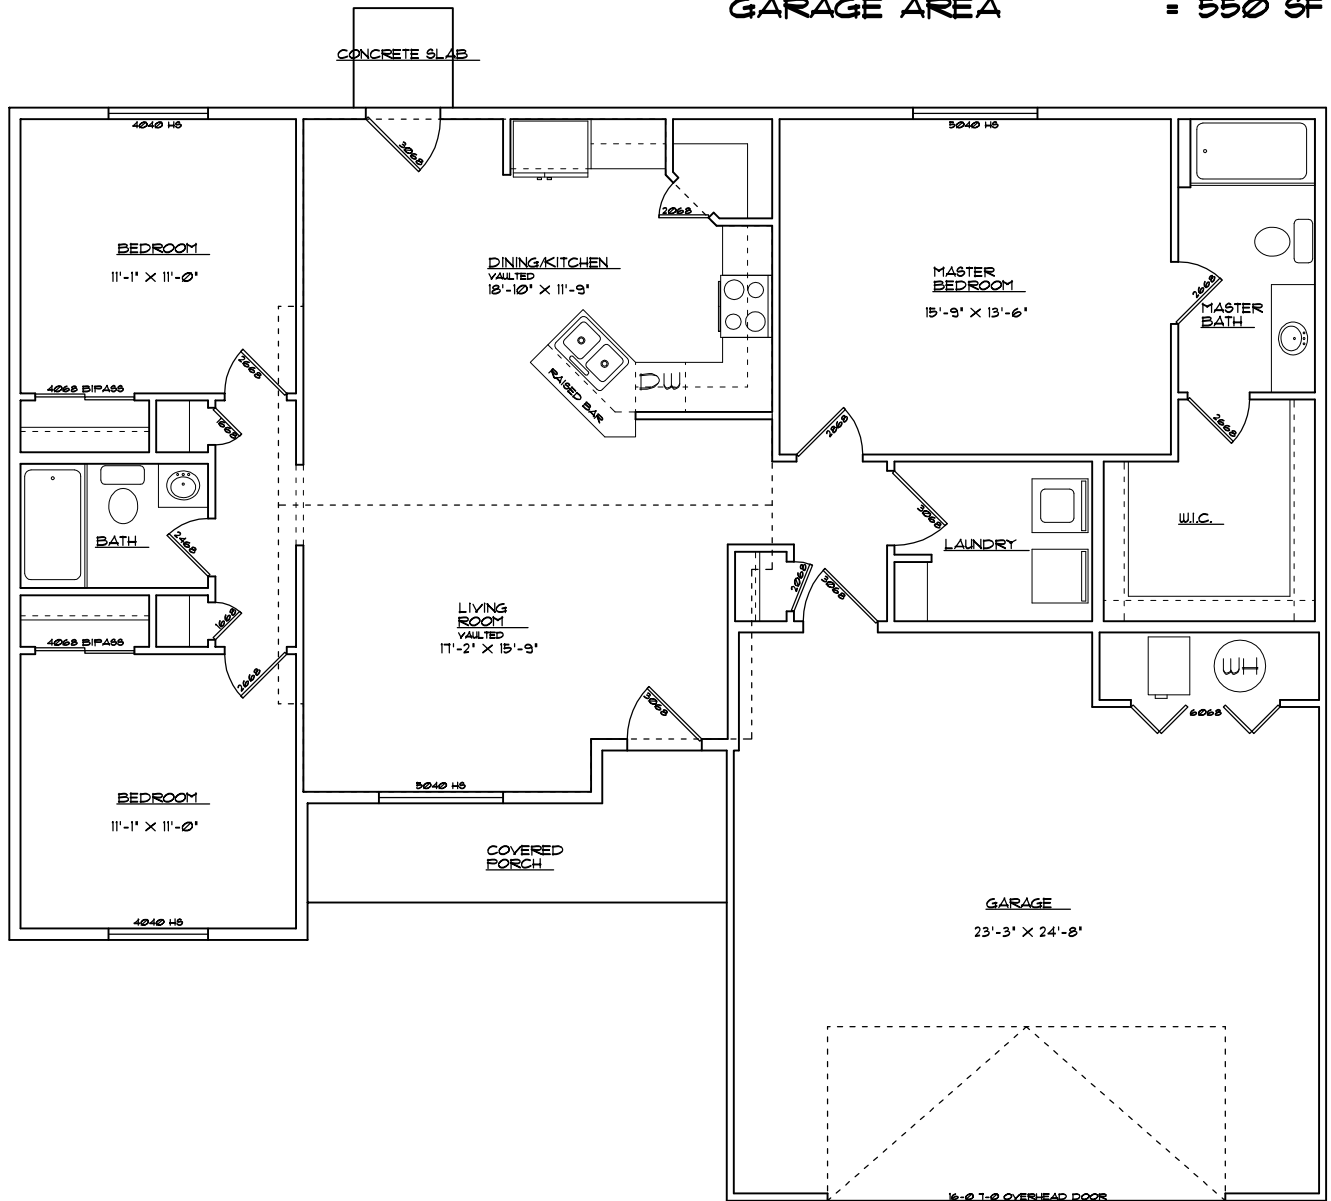 GARAGE AREA = 550 SF
CONCRETE SLAB
4040 HS
5040 HS
3068
2068
BEDROOM
11'-1" X 11'-0"
DINING/KITCHEN
VAULTED
18'-10" X 11'-9"
MASTER
BEDROOM
15'-9" X 13'-6"
2668
MASTER
BATH
2668
4068 BIPASS
DW
RAISED BAR
1668
2868
2668
BATH
2468
3068
LAUNDRY
W.I.C.
2068
3068
1668
4068 BIPASS
LIVING
ROOM
VAULTED
17'-2" X 15'-9"
2668
WH
3068
6068
5040 HS
BEDROOM
11'-1" X 11'-0"
COVERED
PORCH
4040 HS
GARAGE
23'-3" X 24'-8"
16-0 7-0 OVERHEAD DOOR